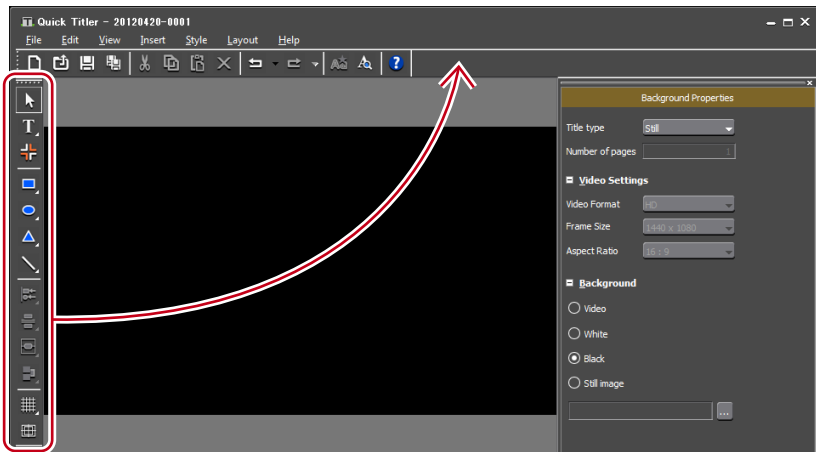 Quick Titler - 20120420-0001
File Edit View Insert Style Layout Help
Background Properties
Title type Still
Number of pages 1
Video Settings
Video Format HD
Frame Size 1440 x 1080
Aspect Ratio 16 : 9
Background
Video
White
Black
Still image
...